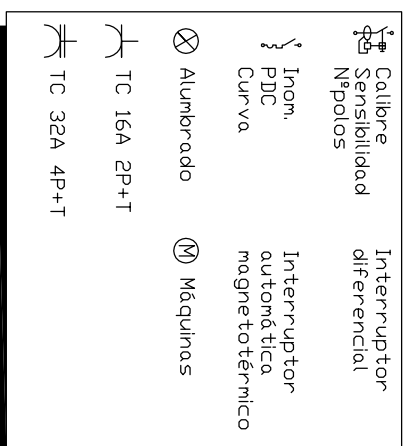 Calibre
Sensibilidad
Nºpolos
Interruptor
diferencial
Inom.
PDC
Curva
Interruptor
automática
magnetotérmico
Alumbrado
M Máquinas
TC 16A 2P+T
TC 32A 4P+T